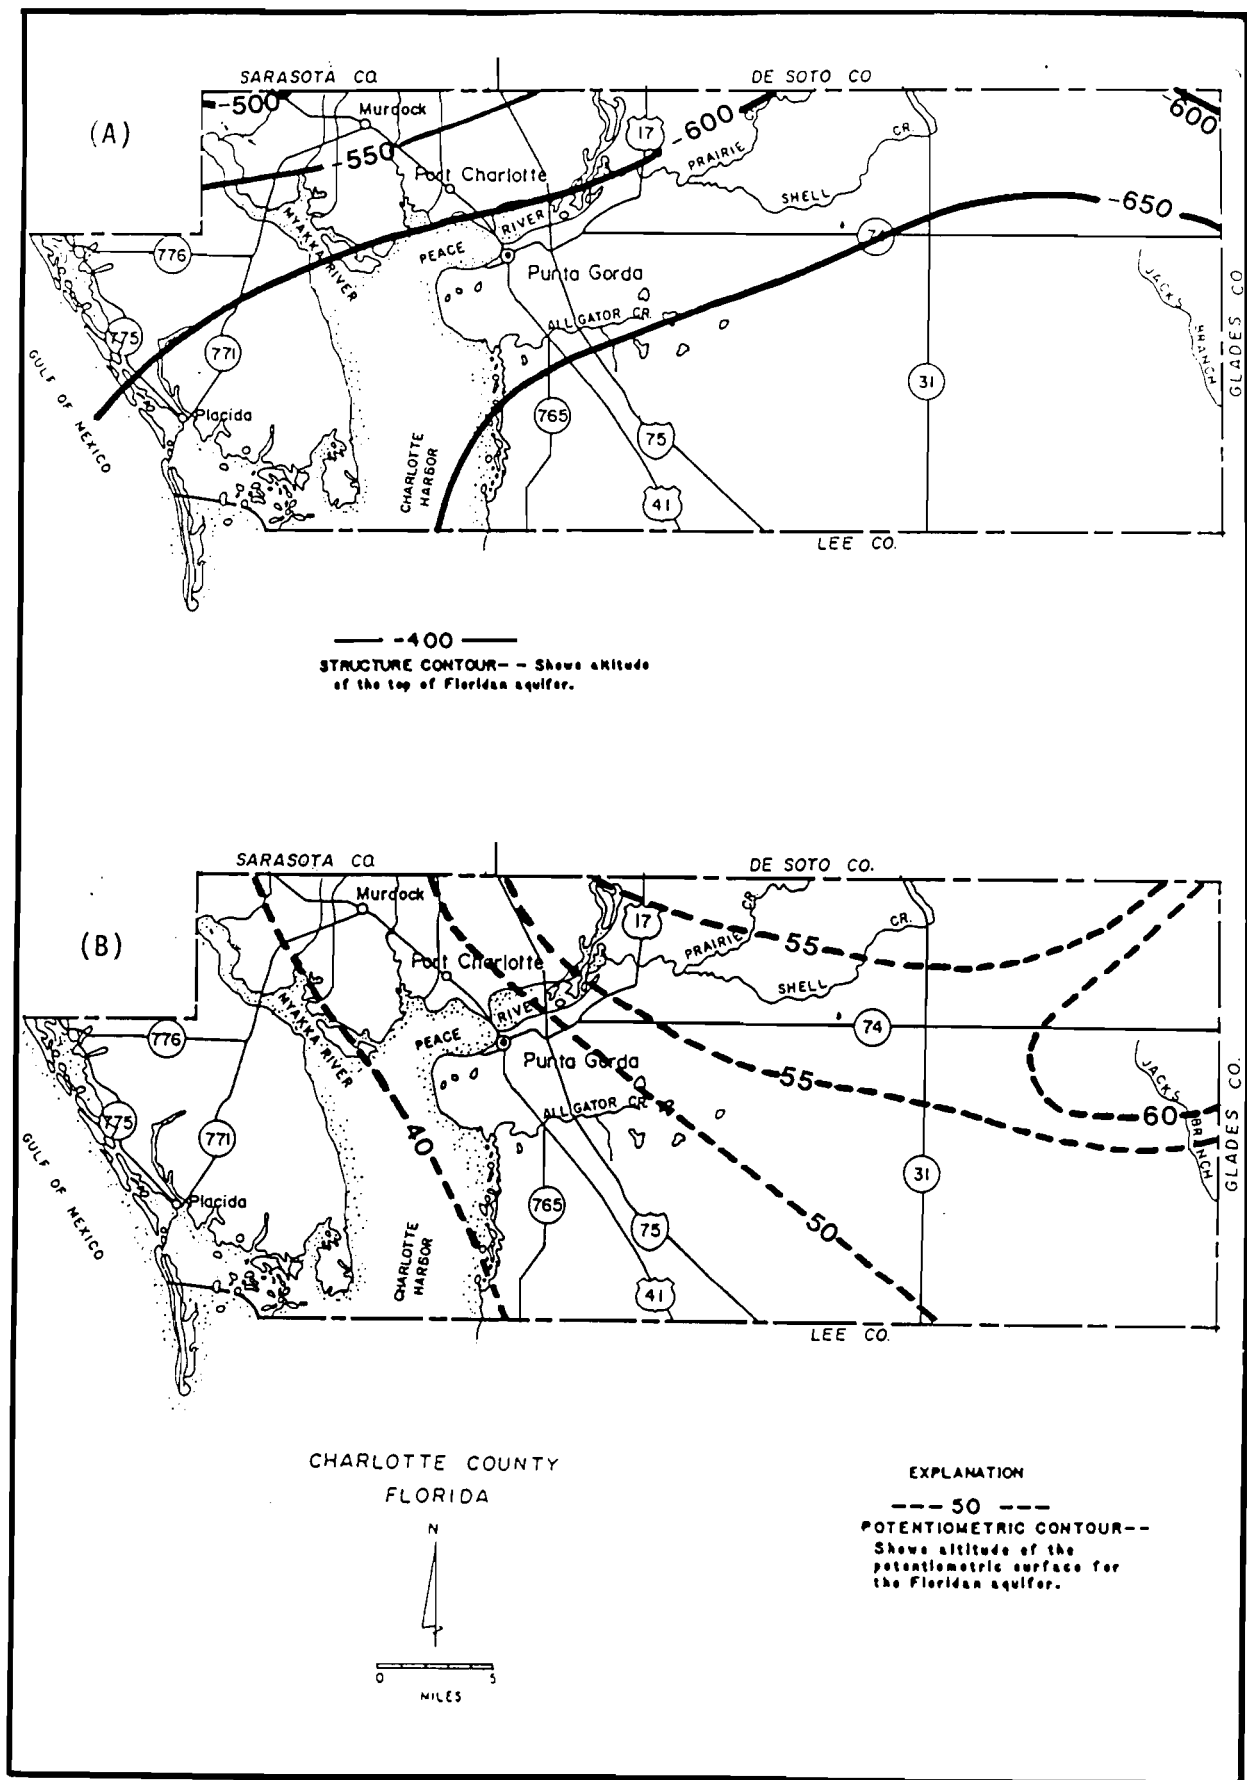 SARASOTA CO.
DE SOTO CO
(A)
-500
Murdock
17
-600
-600
CR.
PRAIRIE
-550
Port Charlotte
SHELL
-650
MYAKKA RIVER
RIVER
PEACE
74
776
Punta Gorda
JACKS BRANCH
GLADES CO
ALLIGATOR CR.
775
771
31
GULF OF MEXICO
Placida
765
75
CHARLOTTE HARBOR
41
LEE CO.
-400
STRUCTURE CONTOUR-- Shows altitude
of the top of Floridan aquifer.
SARASOTA CO.
DE SOTO CO.
(B)
Murdock
17
CR.
CR.
PRAIRIE
55
Port Charlotte
SHELL
MYAKKA RIVER
RIVER
PEACE
74
776
Punta Gorda
55
JACKS BRANCH
GLADES CO.
ALLIGATOR CR.
60
775
771
40
31
GULF OF MEXICO
Placida
765
75
50
CHARLOTTE HARBOR
41
LEE CO.
CHARLOTTE COUNTY
FLORIDA
N
0 5
MILES
EXPLANATION
--- 50 ---
POTENTIOMETRIC CONTOUR--
Shows altitude of the
potentiometric surface for
the Floridan aquifer.